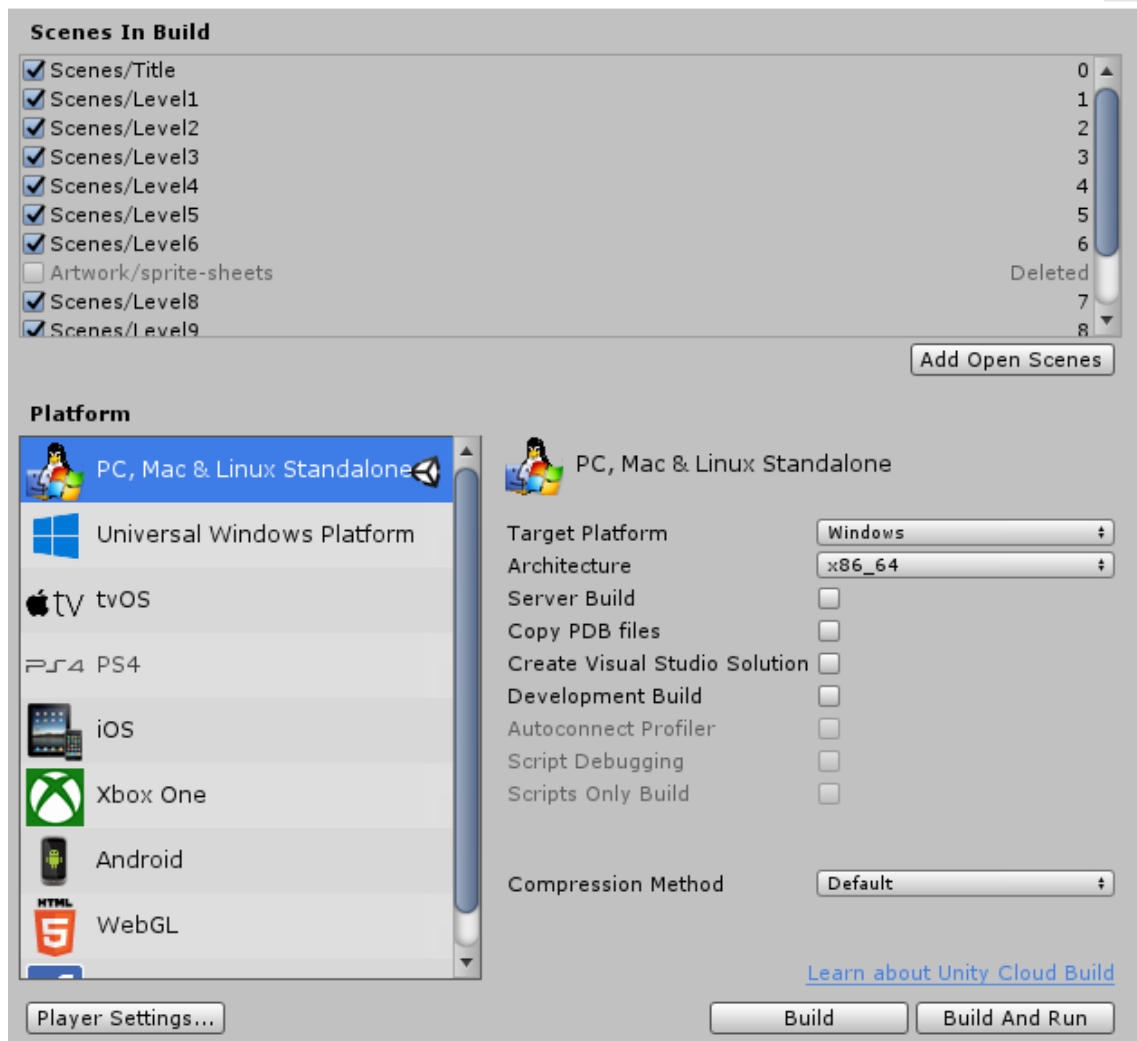 Scenes In Build
Scenes/Title 0
Scenes/Level1 1
Scenes/Level2 2
Scenes/Level3 3
Scenes/Level4 4
Scenes/Level5 5
Scenes/Level6 6
Artwork/sprite-sheets Deleted
Scenes/Level8 7
Scenes/Level9 8
Add Open Scenes
Platform
PC, Mac & Linux Standalone
Universal Windows Platform
tv tvOS
PS4 PS4
iOS
Xbox One
Android
HTML
5 WebGL
PC, Mac & Linux Standalone
Target Platform Windows
Architecture x86_64
Server Build
Copy PDB files
Create Visual Studio Solution
Development Build
Autoconnect Profiler
Script Debugging
Scripts Only Build
Compression Method Default
Learn about Unity Cloud Build
Player Settings... Build Build And Run